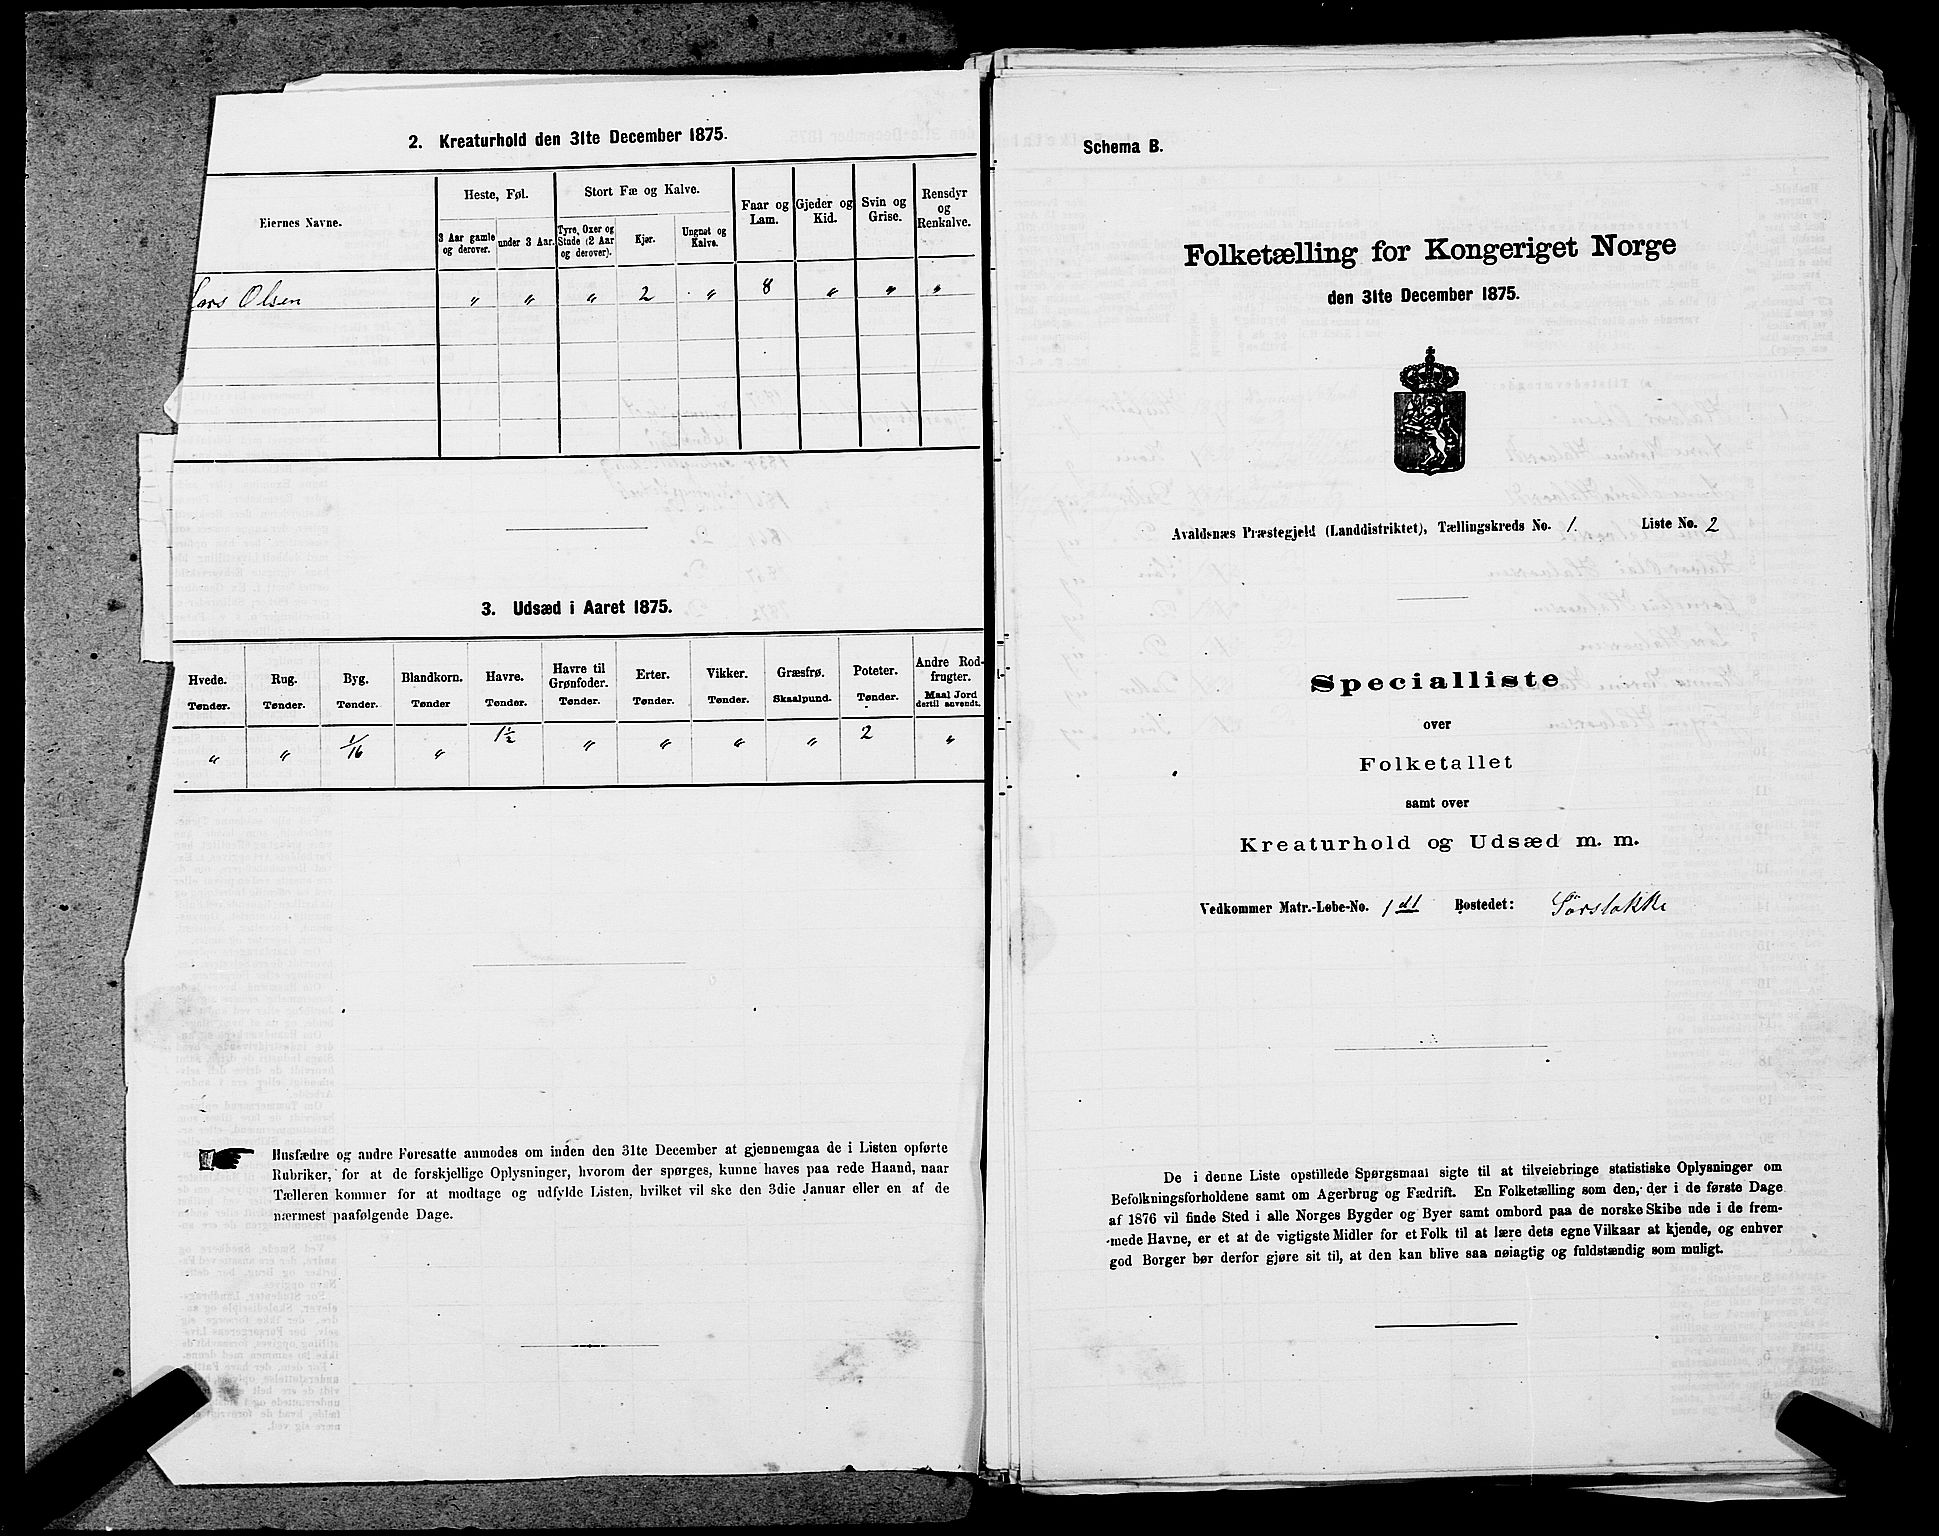 2. Kreaturhold den 31te December 1875.
Eiernes Navne.
Heste, Føl.
3 Aar gamle og derover.
under 3 Aar.
Stort Fæ og Kalve.
Tyre, Oxer og Stude (2 Aar og derover).
Kjør.
Ungnøt og Kalve.
Faar og Lam.
Gjeder og Kid.
Svin og Grise.
Rensdyr og Renkalve.
Lars Olsen " " " 2 " 8 " " "
3. Udsæd i Aaret 1875.
Hvede. Rug. Byg. Blandkorn. Havre. Havre til Grønfoder. Erter. Vikker. Græsfrø. Poteter. Andre Rodfrugter.
Tønder. Tønder. Tønder. Tønder Tønder. Tønder. Tønder. Tønder. Skaalpund. Tønder. Maal Jord dertil anvendt.
" " 1/16 " 1 1/2 " " " " 2 "
Husfædre og andre Foresatte anmodes om inden den 31te December at gjennemgaa de i Listen opførte
Rubriker, for at de forskjellige Oplysninger, hvorom der spørges, kunne haves paa rede Haand, naar
Tælleren kommer for at modtage og udfylde Listen, hvilket vil ske den 3die Januar eller en af de
nærmest paafølgende Dage.
Schema B.
Folketælling for Kongeriget Norge
den 31te December 1875.
Avaldsnæs Præstegjeld (Landdistriktet), Tællingskreds No. 1. Liste No. 2
Specialliste
over
Folketallet
samt over
Kreaturhold og Udsæd m. m.
Vedkommer Matr.-Løbe-No. 1 d1 Bostedet: Sörstokke
De i denne Liste opstillede Spørgsmaal sigte til at tilveiebringe statistiske Oplysninger om
Befolkningsforholdene samt om Agerbrug og Fædrift. En Folketælling som den, der i de første Dage
af 1876 vil finde Sted i alle Norges Bygder og Byer samt ombord paa de norske Skibe ude i de frem-
mede Havne, er et at de vigtigste Midler for et Folk til at lære dets egne Vilkaar at kjende, og enhver
god Borger bør derfor gjøre sit til, at den kan blive saa nøiagtig og fuldstændig som muligt.